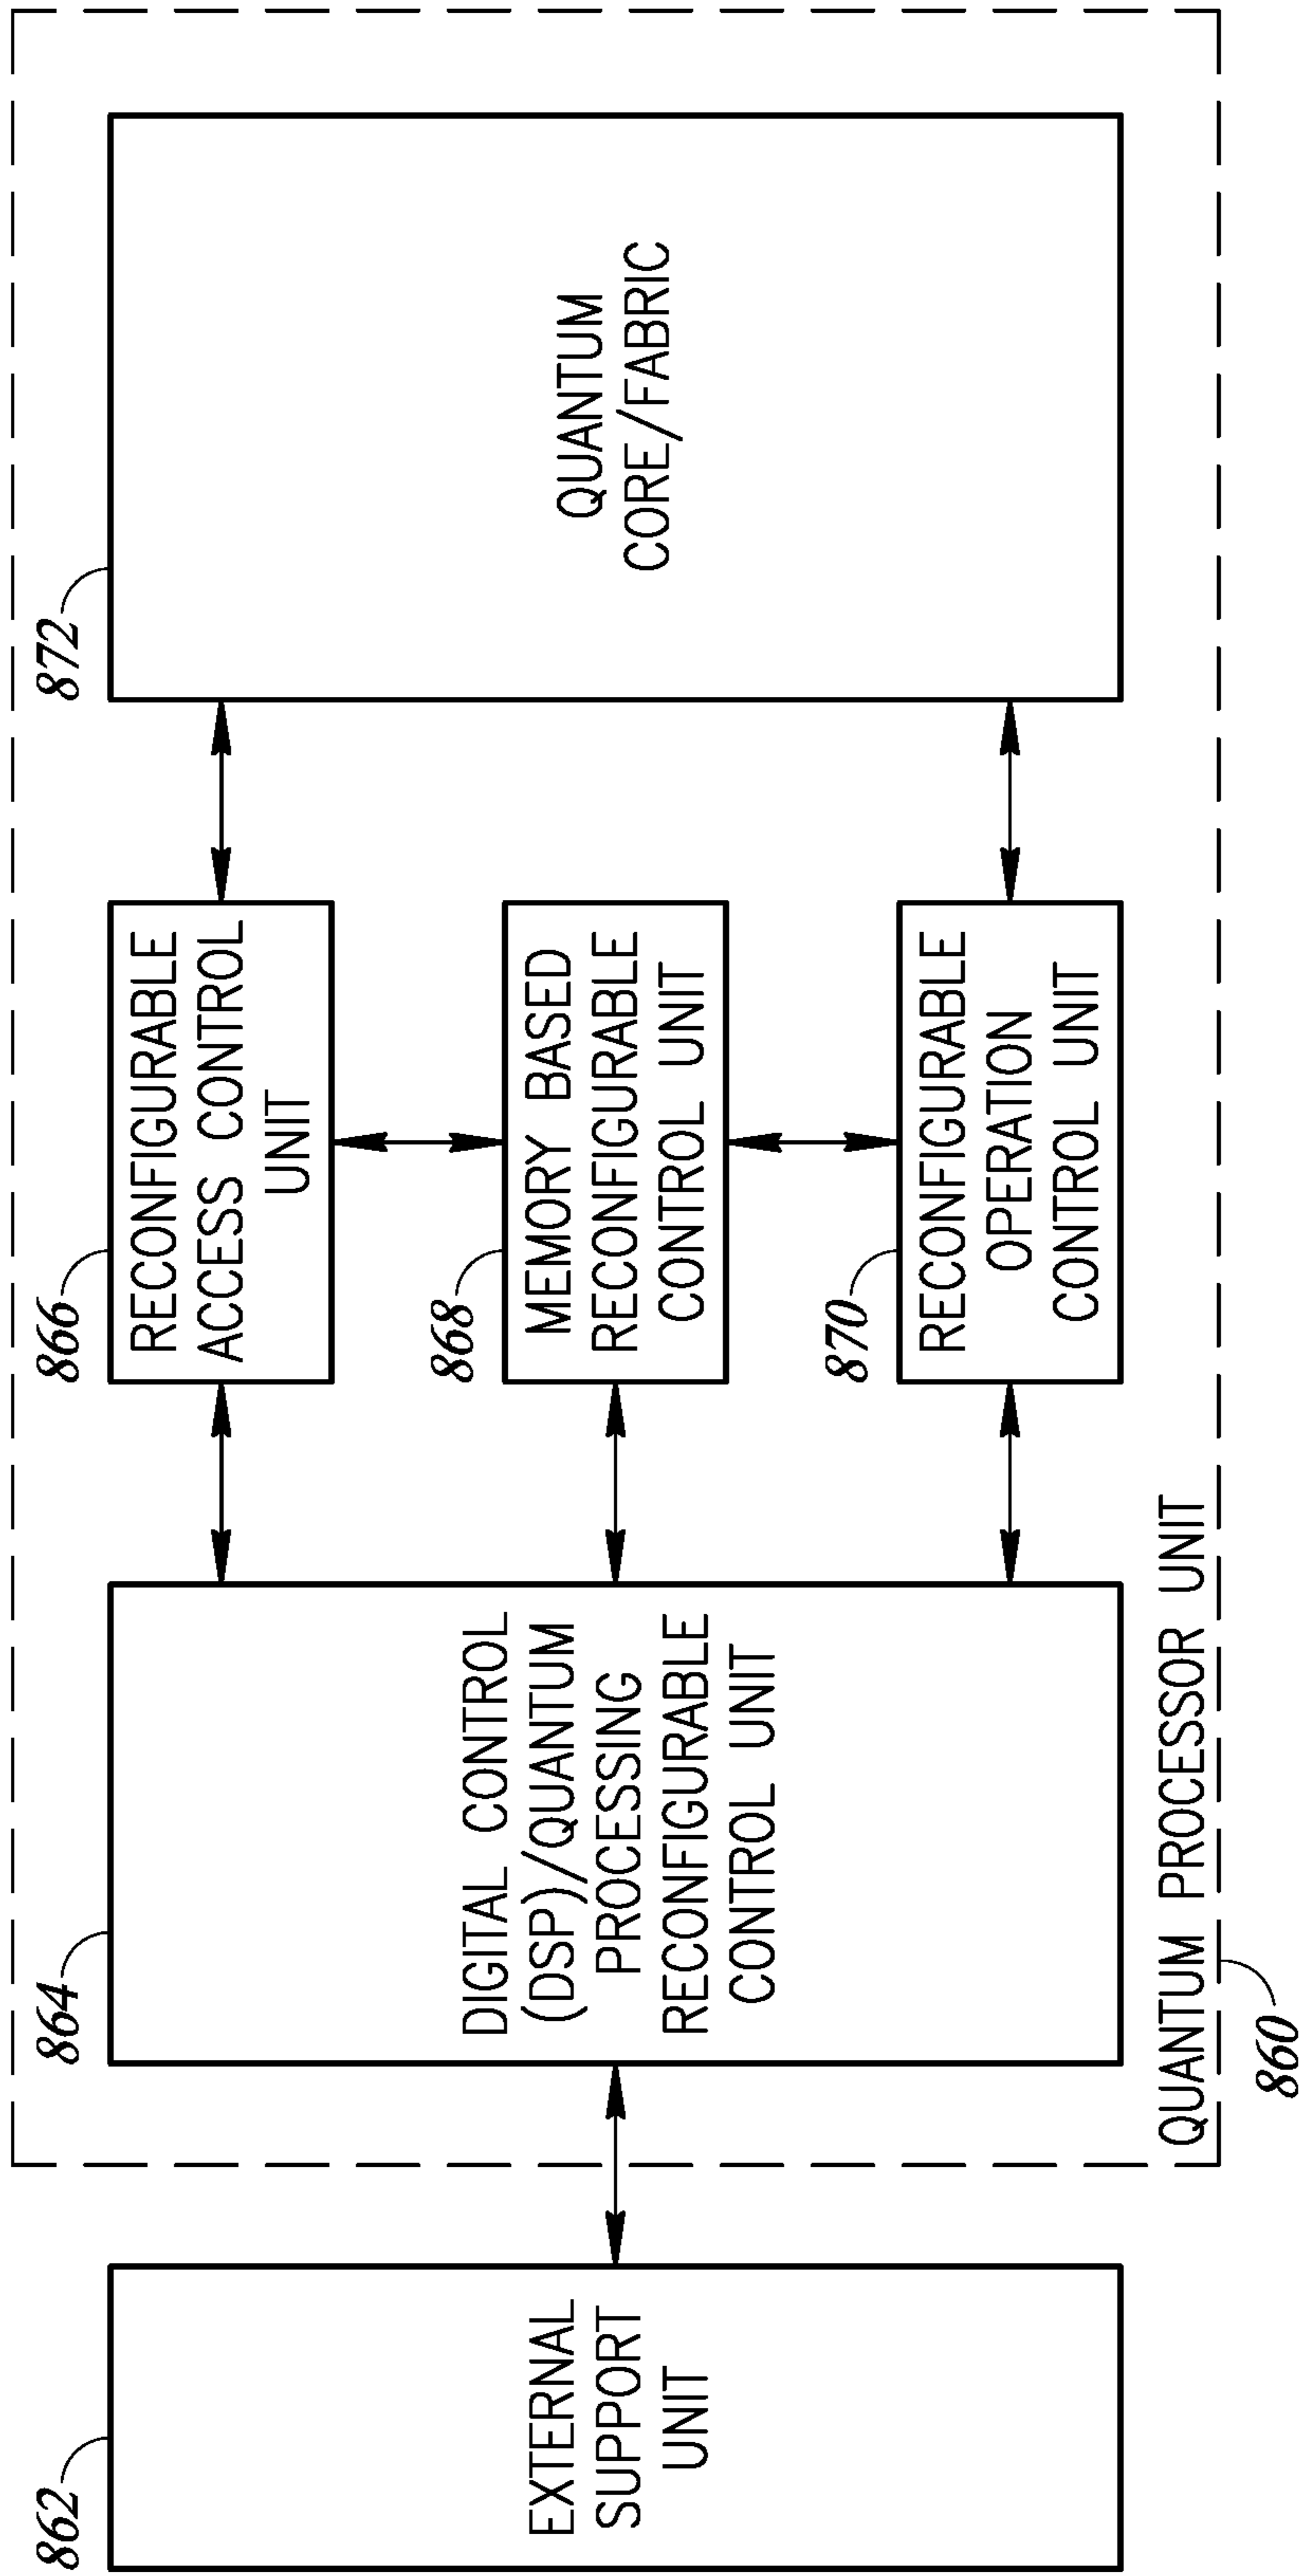 862
EXTERNAL
SUPPORT
UNIT
864
DIGITAL CONTROL
(DSP)/QUANTUM
PROCESSING
RECONFIGURABLE
CONTROL UNIT
866
RECONFIGURABLE
ACCESS CONTROL
UNIT
868
MEMORY BASED
RECONFIGURABLE
CONTROL UNIT
870
RECONFIGURABLE
OPERATION
CONTROL UNIT
872
QUANTUM
CORE/FABRIC
QUANTUM PROCESSOR UNIT
860